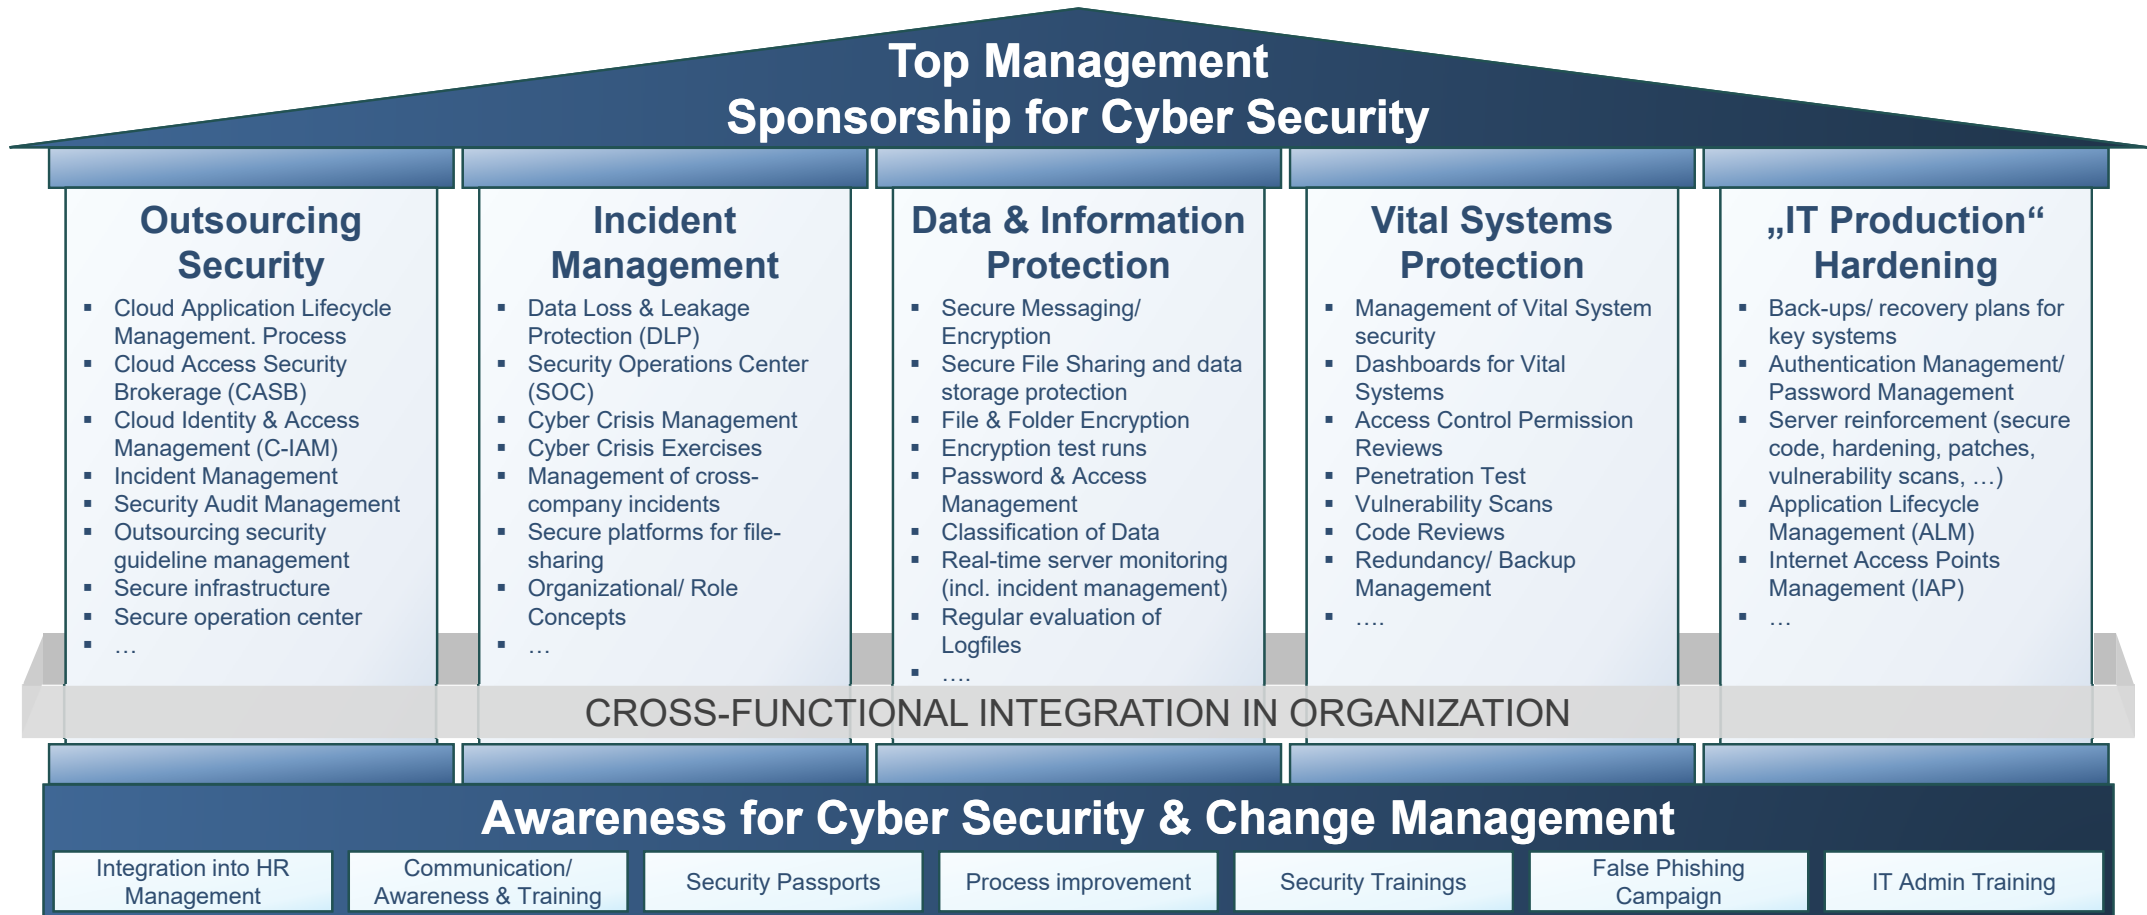 Top Management
Sponsorship for Cyber Security
Outsourcing
Security
▪ Cloud Application Lifecycle
Management. Process
▪ Cloud Access Security
Brokerage (CASB)
▪ Cloud Identity & Access
Management (C-IAM)
▪ Incident Management
▪ Security Audit Management
▪ Outsourcing security
guideline management
▪ Secure infrastructure
▪ Secure operation center
▪ …
Incident
Management
▪ Data Loss & Leakage
Protection (DLP)
▪ Security Operations Center
(SOC)
▪ Cyber Crisis Management
▪ Cyber Crisis Exercises
▪ Management of cross-
company incidents
▪ Secure platforms for file-
sharing
▪ Organizational/ Role
Concepts
▪ …
Data & Information
Protection
▪ Secure Messaging/
Encryption
▪ Secure File Sharing and data
storage protection
▪ File & Folder Encryption
▪ Encryption test runs
▪ Password & Access
Management
▪ Classification of Data
▪ Real-time server monitoring
(incl. incident management)
▪ Regular evaluation of
Logfiles
▪ ….
Vital Systems
Protection
▪ Management of Vital System
security
▪ Dashboards for Vital
Systems
▪ Access Control Permission
Reviews
▪ Penetration Test
▪ Vulnerability Scans
▪ Code Reviews
▪ Redundancy/ Backup
Management
▪ ….
„IT Production“
Hardening
▪ Back-ups/ recovery plans for
key systems
▪ Authentication Management/
Password Management
▪ Server reinforcement (secure
code, hardening, patches,
vulnerability scans, …)
▪ Application Lifecycle
Management (ALM)
▪ Internet Access Points
Management (IAP)
▪ …
CROSS-FUNCTIONAL INTEGRATION IN ORGANIZATION
Awareness for Cyber Security & Change Management
Integration into HR
Management
Communication/
Awareness & Training
Security Passports
Process improvement
Security Trainings
False Phishing
Campaign
IT Admin Training